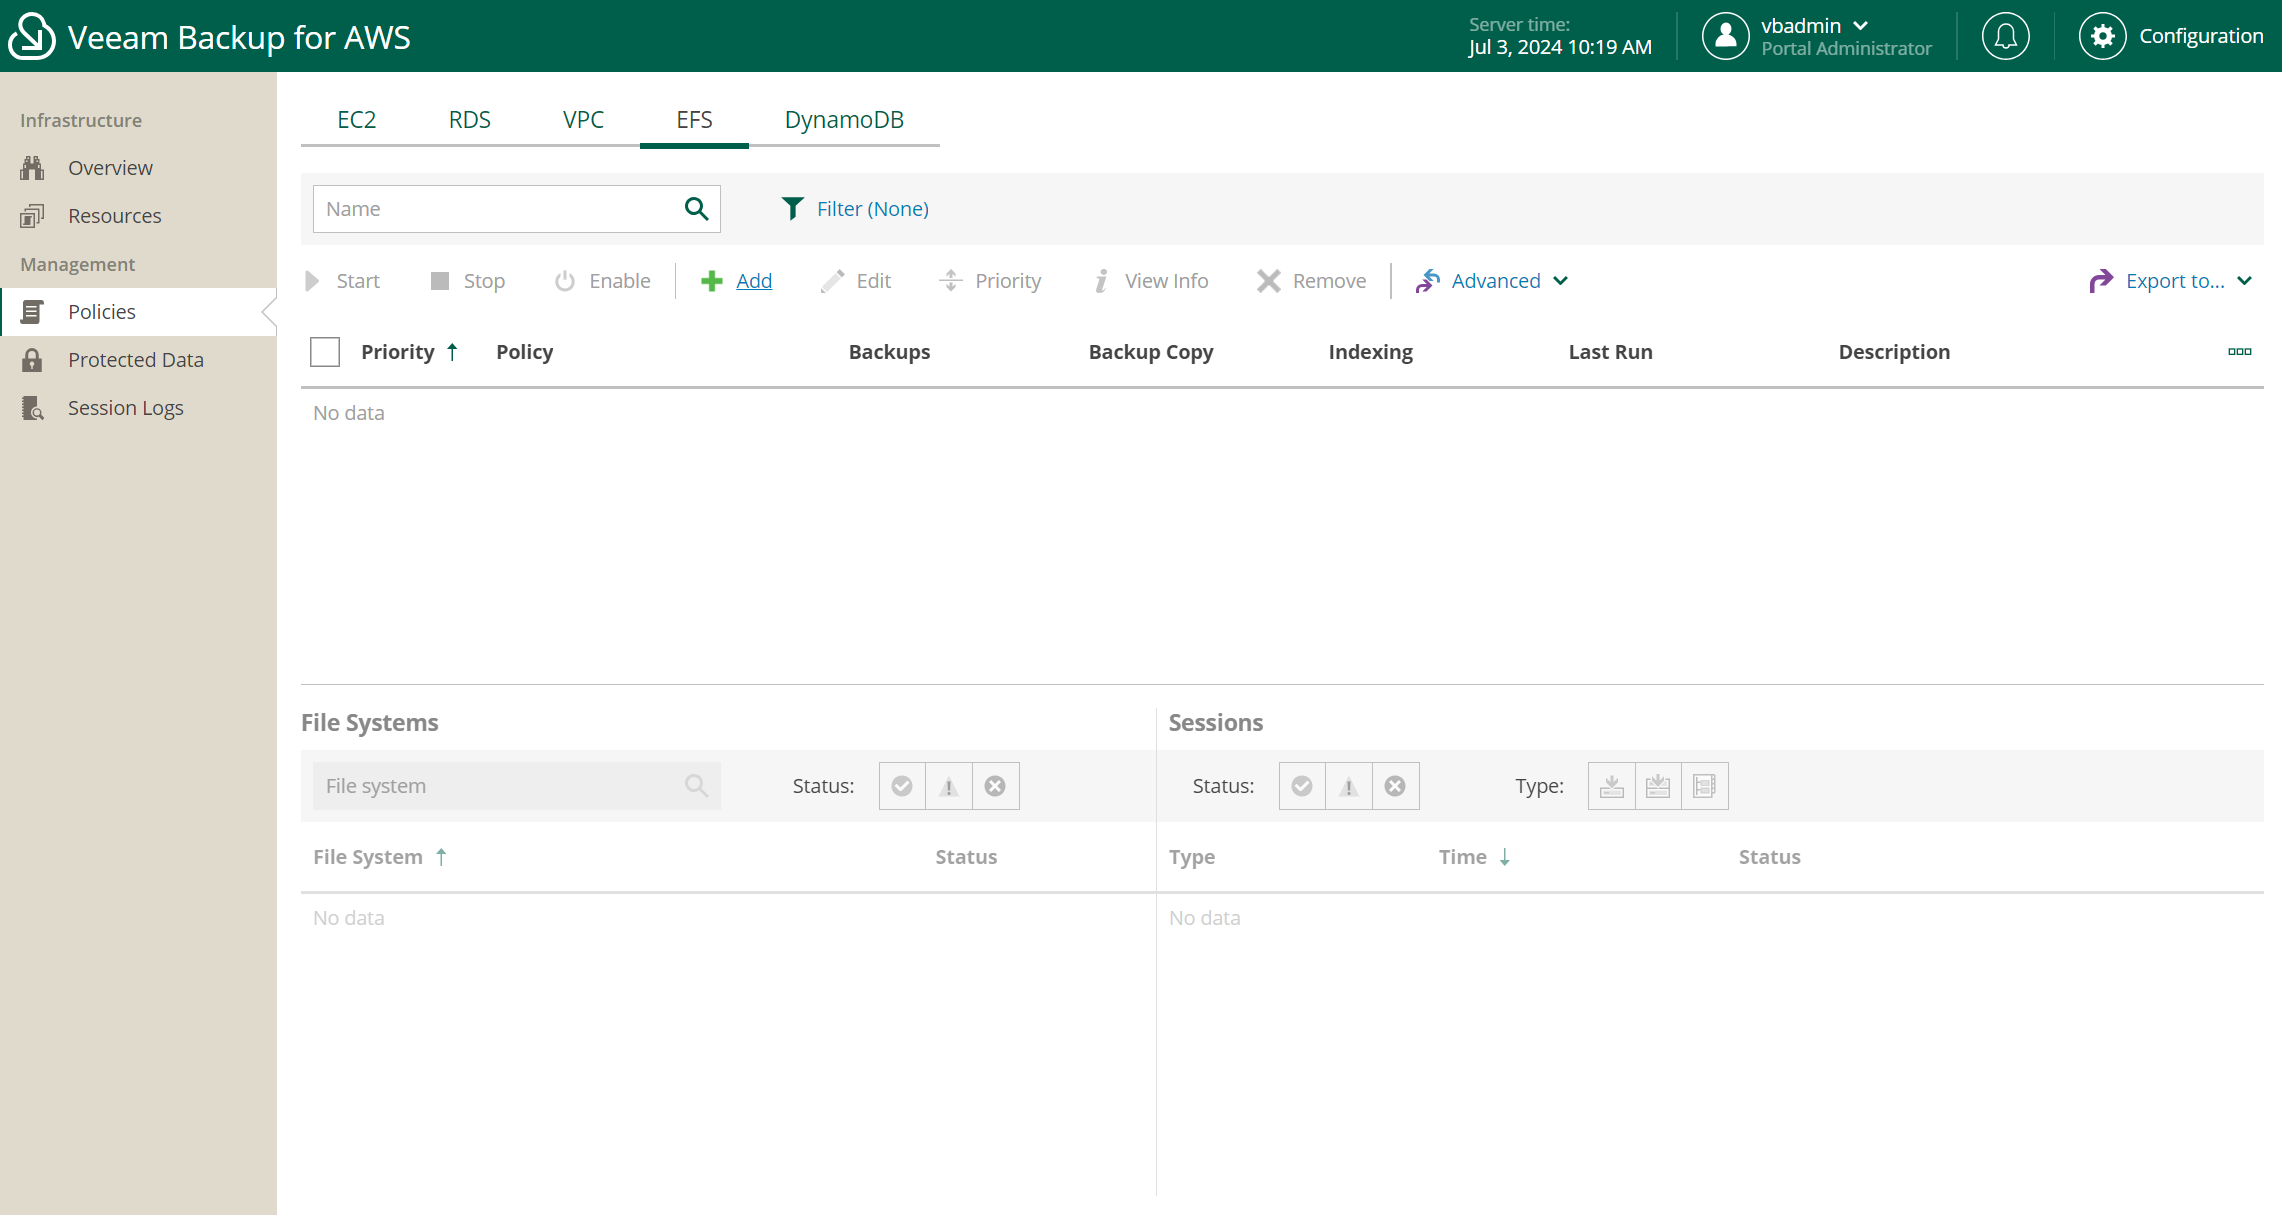 Veeam Backup for AWS
Server time:
Jul 3, 2024 10:19 AM
vbadmin
Portal Administrator
Configuration
Infrastructure
Overview
Resources
Management
Policies
Protected Data
Session Logs
EC2 RDS VPC EFS DynamoDB
Name
Filter (None)
Start Stop Enable Add Edit Priority View Info Remove Advanced Export to...
Priority Policy Backups Backup Copy Indexing Last Run Description
No data
File Systems
File system
Status:
File System Status
No data
Sessions
Status: Type:
Type Time Status
No data